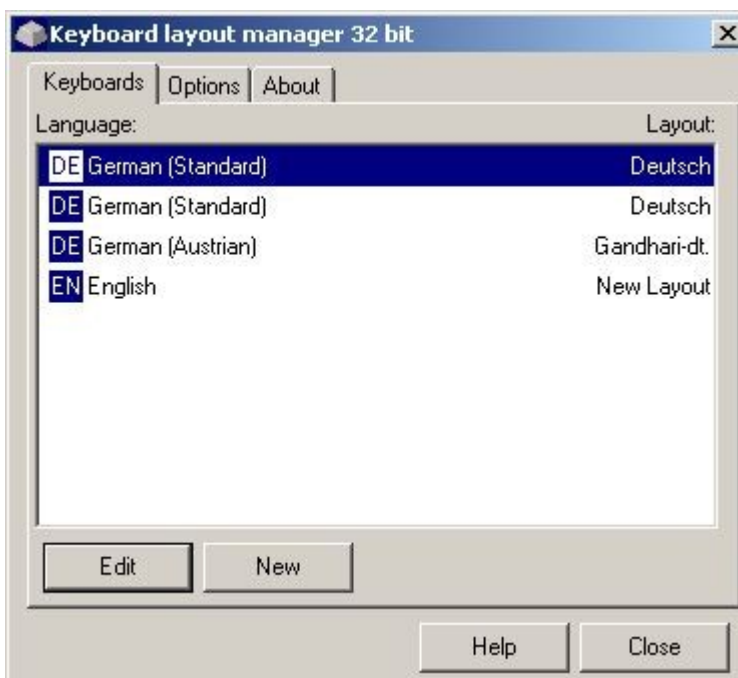 Keyboard layout manager 32 bit
Keyboards Options About
Language: Layout:
DE German (Standard) Deutsch
DE German (Standard) Deutsch
DE German (Austrian) Gandhari-dt.
EN English New Layout
Edit New
Help Close